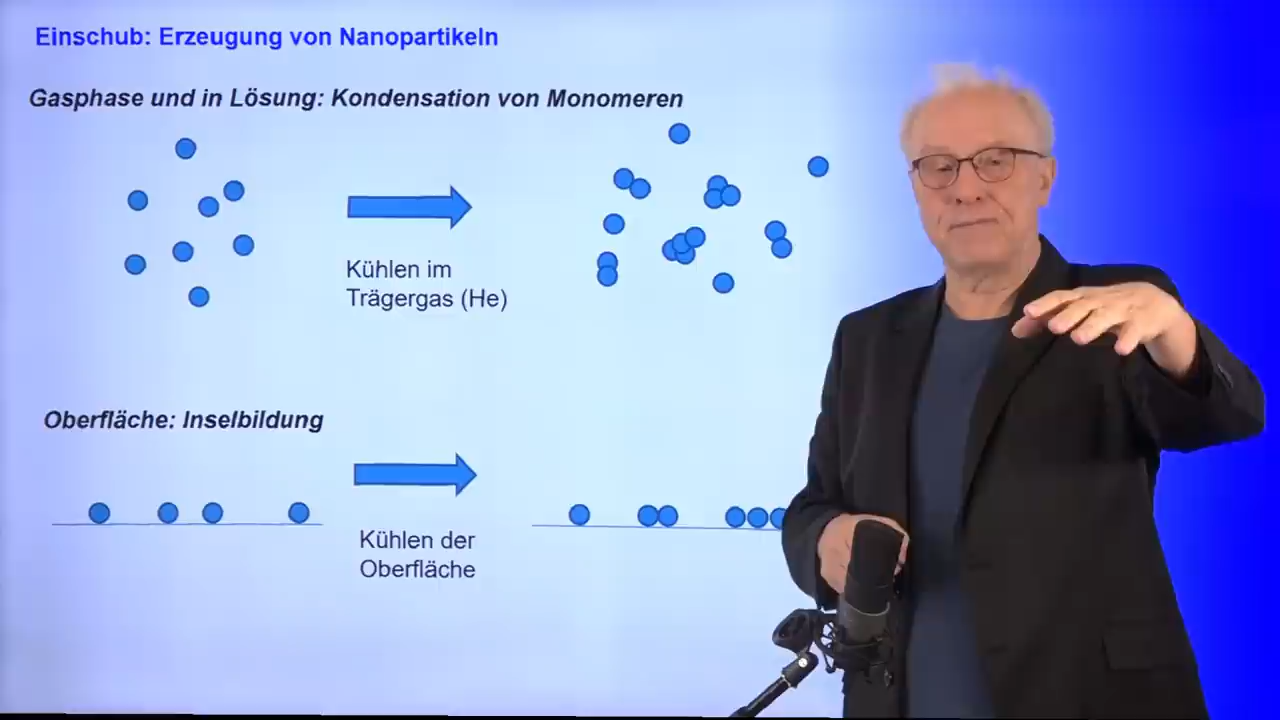 Einschub: Erzeugung von Nanopartikeln
Gasphase und in Lösung: Kondensation von Monomeren
Kühlen im
Trägergas (He)
Oberfläche: Inselbildung
Kühlen der
Oberfläche